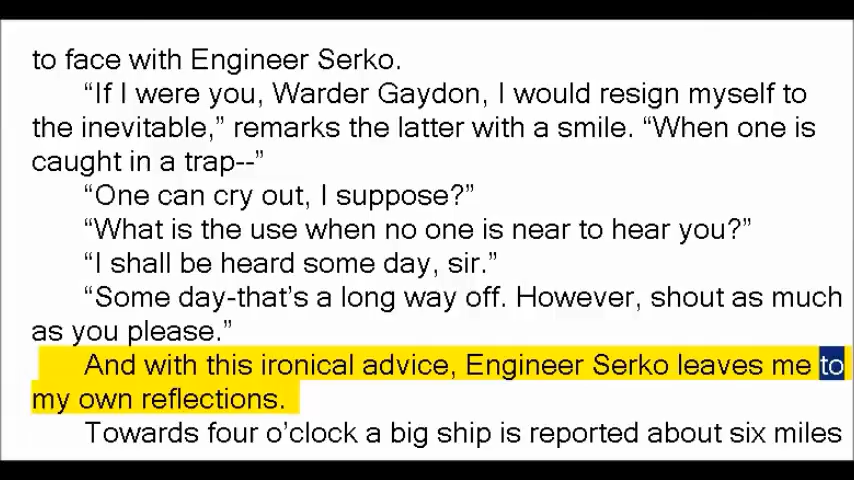 to face with Engineer Serko.
“If I were you, Warder Gaydon, I would resign myself to
the inevitable,” remarks the latter with a smile. “When one is
caught in a trap--”
“One can cry out, I suppose?”
“What is the use when no one is near to hear you?”
“I shall be heard some day, sir.”
“Some day-that’s a long way off. However, shout as much
as you please.”
And with this ironical advice, Engineer Serko leaves me to
my own reflections.
Towards four o’clock a big ship is reported about six miles